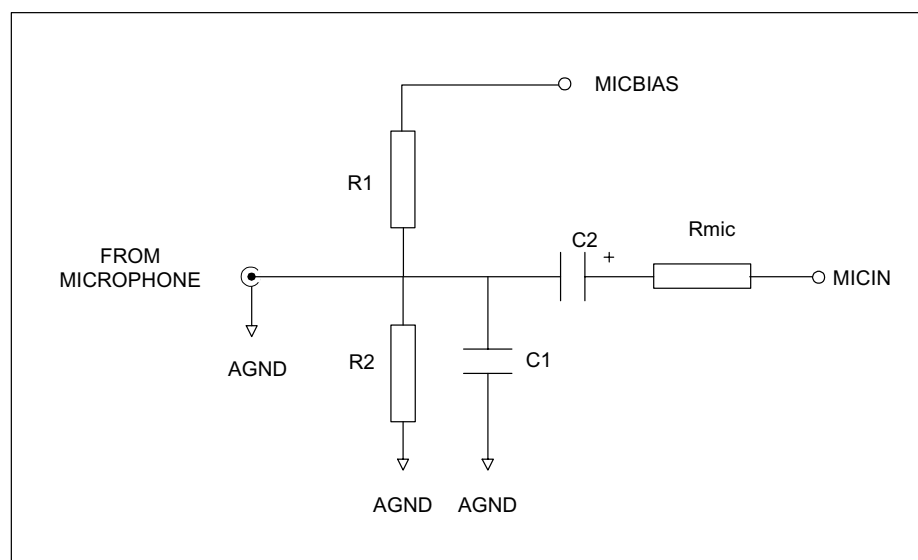 MICBIAS
R1
FROM
MICROPHONE
C2
+
Rmic
MICIN
AGND
R2
C1
AGND
AGND